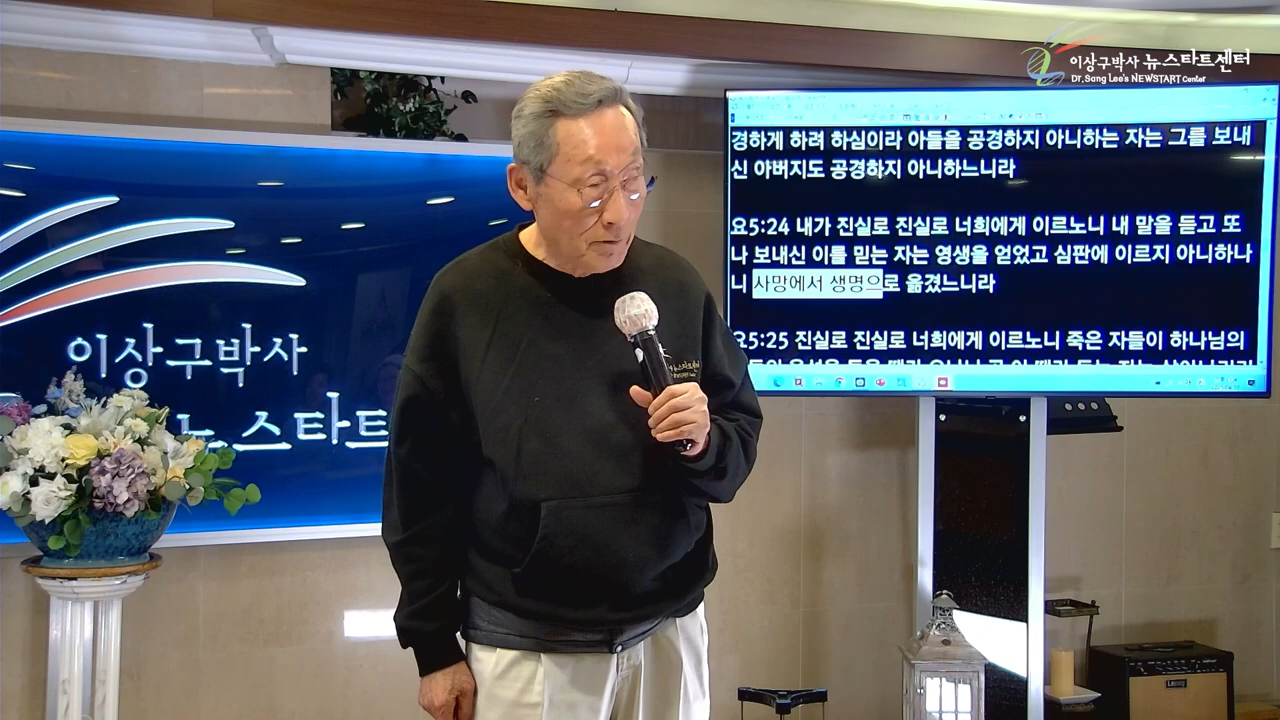 이상구박사 뉴스타트센터
Dr. Sang Lee's NEWSTART Center
경하게 하려 하심이라 아들을 공경하지 아니하는 자는 그를 보내
신 아버지도 공경하지 아니하느니라
요5:24 내가 진실로 진실로 너희에게 이르노니 내 말을 듣고 또
나 보내신 이를 믿는 자는 영생을 얻었고 심판에 이르지 아니하나
니 사망에서 생명으로 옮겼느니라
요5:25 진실로 진실로 너희에게 이르노니 죽은 자들이 하나님의
이상구박사
뉴스타트